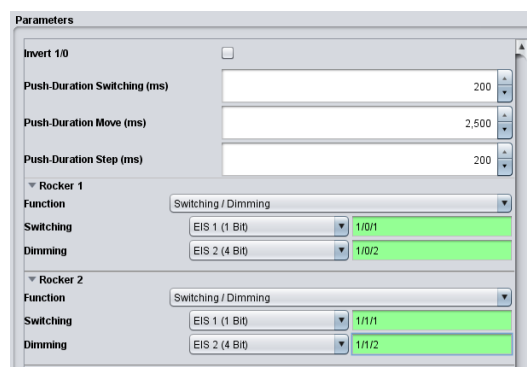 Parameters
Invert 1/0
Push-Duration Switching (ms) 200
Push-Duration Move (ms) 2,500
Push-Duration Step (ms) 200
Rocker 1
Function Switching / Dimming
Switching EIS 1 (1 Bit) 1/0/1
Dimming EIS 2 (4 Bit) 1/0/2
Rocker 2
Function Switching / Dimming
Switching EIS 1 (1 Bit) 1/1/1
Dimming EIS 2 (4 Bit) 1/1/2